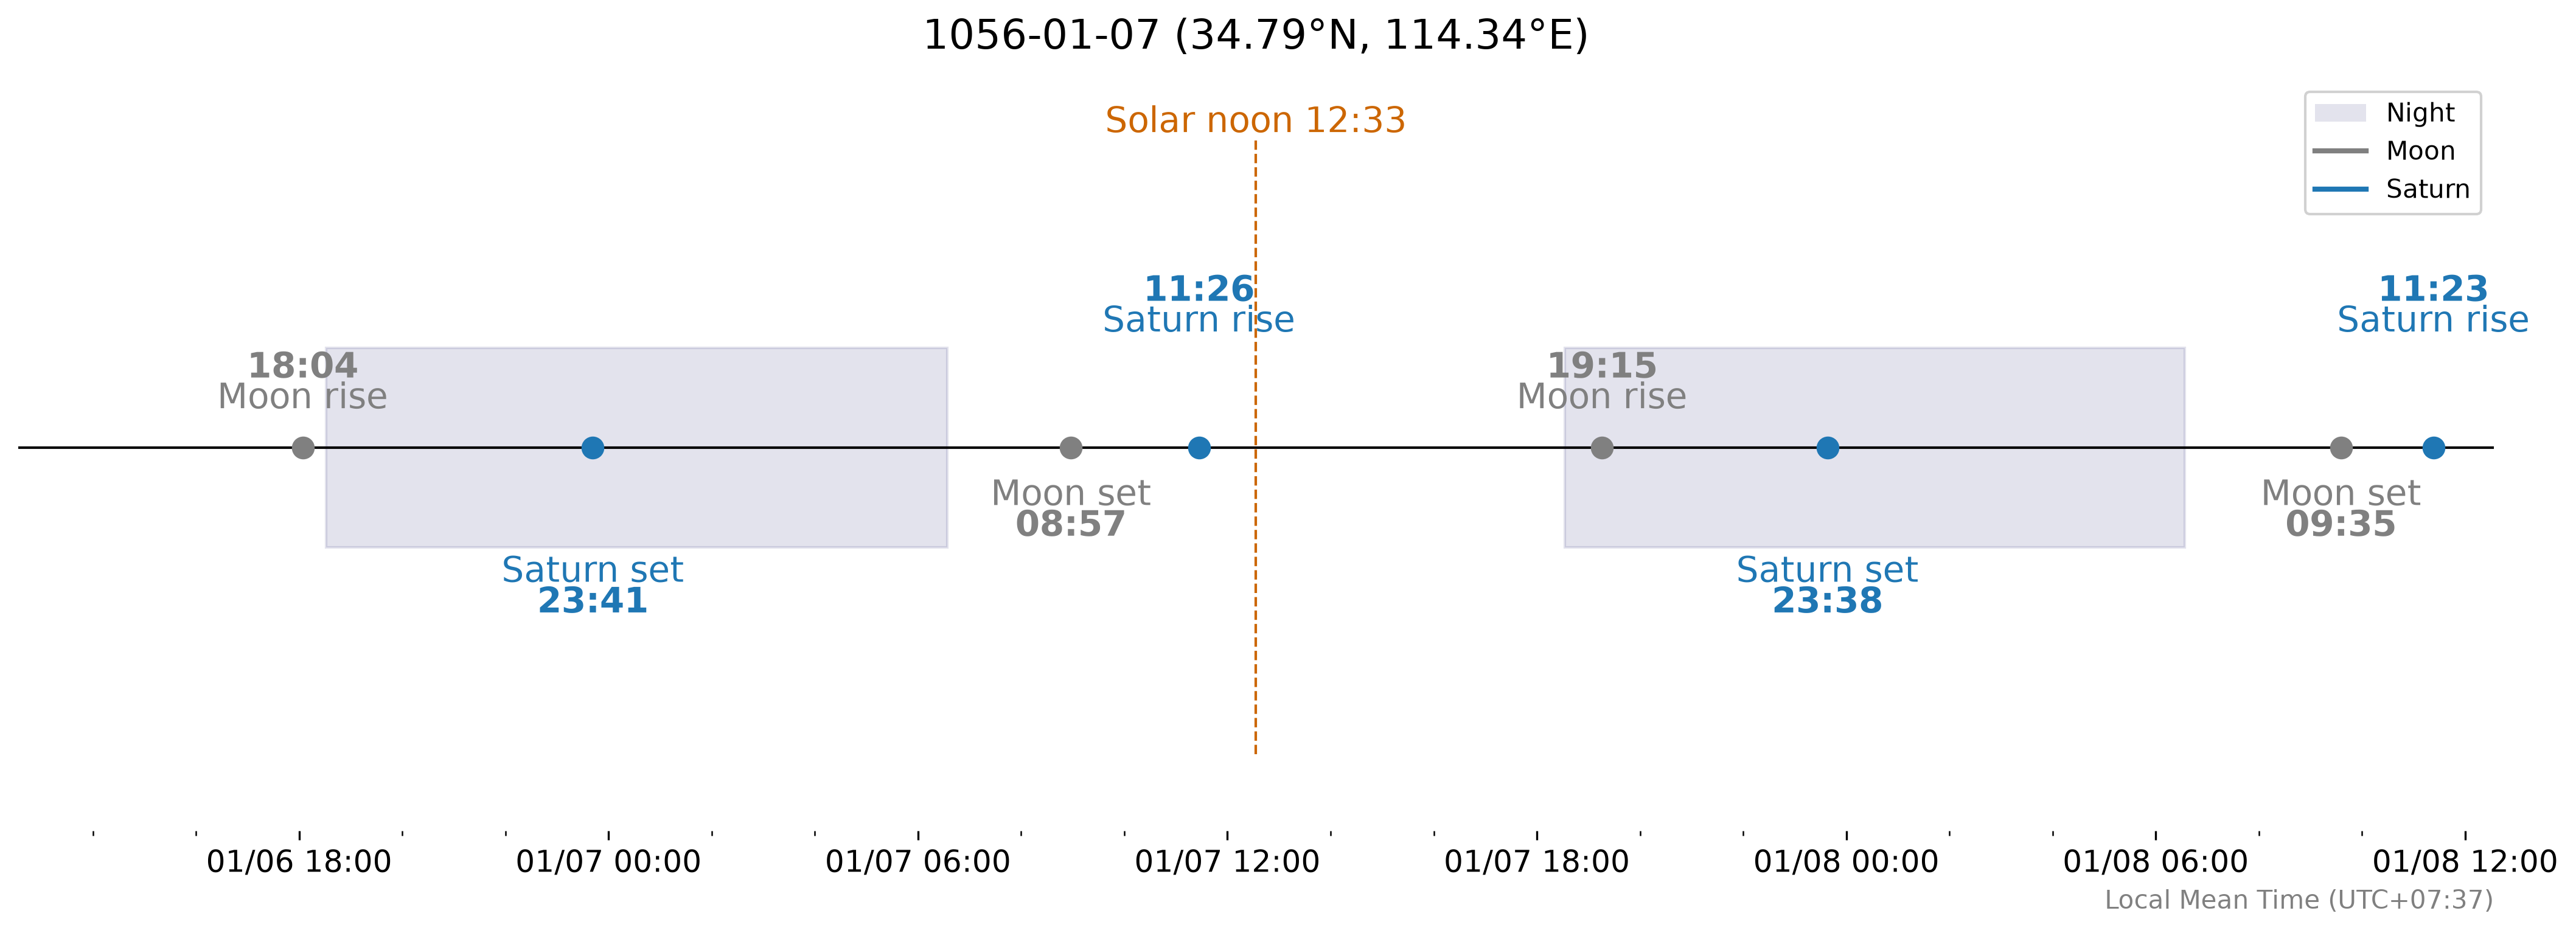 1056-01-07 (34.79°N, 114.34°E)
Solar noon 12:33
Night
Moon
Saturn
11:26
Saturn rise
11:23
Saturn rise
18:04
Moon rise
19:15
Moon rise
Moon set
08:57
Moon set
09:35
Saturn set
23:41
Saturn set
23:38
01/06 18:00
01/07 00:00
01/07 06:00
01/07 12:00
01/07 18:00
01/08 00:00
01/08 06:00
01/08 12:00
Local Mean Time (UTC+07:37)